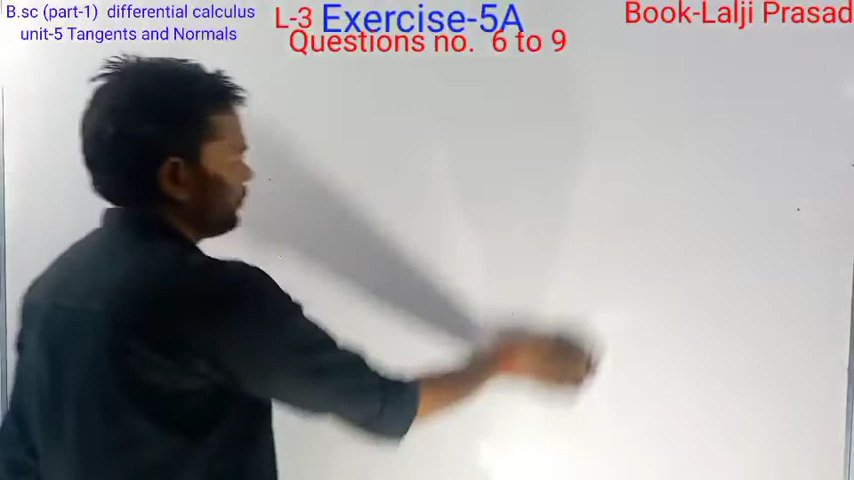 B.sc (part-1) differential calculus
unit-5 Tangents and Normals
L-3 Exercise-5A
Questions no. 6 to 9
Book-Lalji Prasad